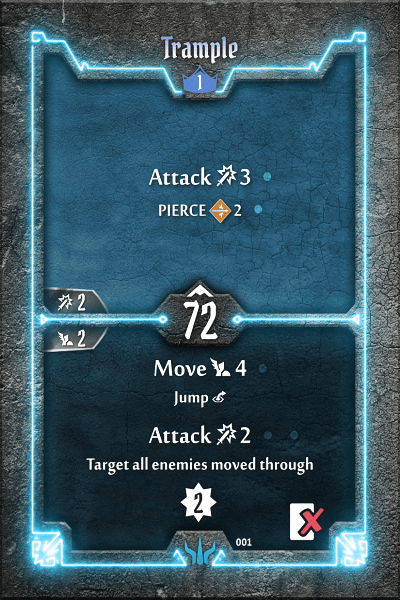 Trample
1
Attack 3
PIERCE 2
2
72
2
Move 4
Jump
Attack 2
Target all enemies moved through
2
001